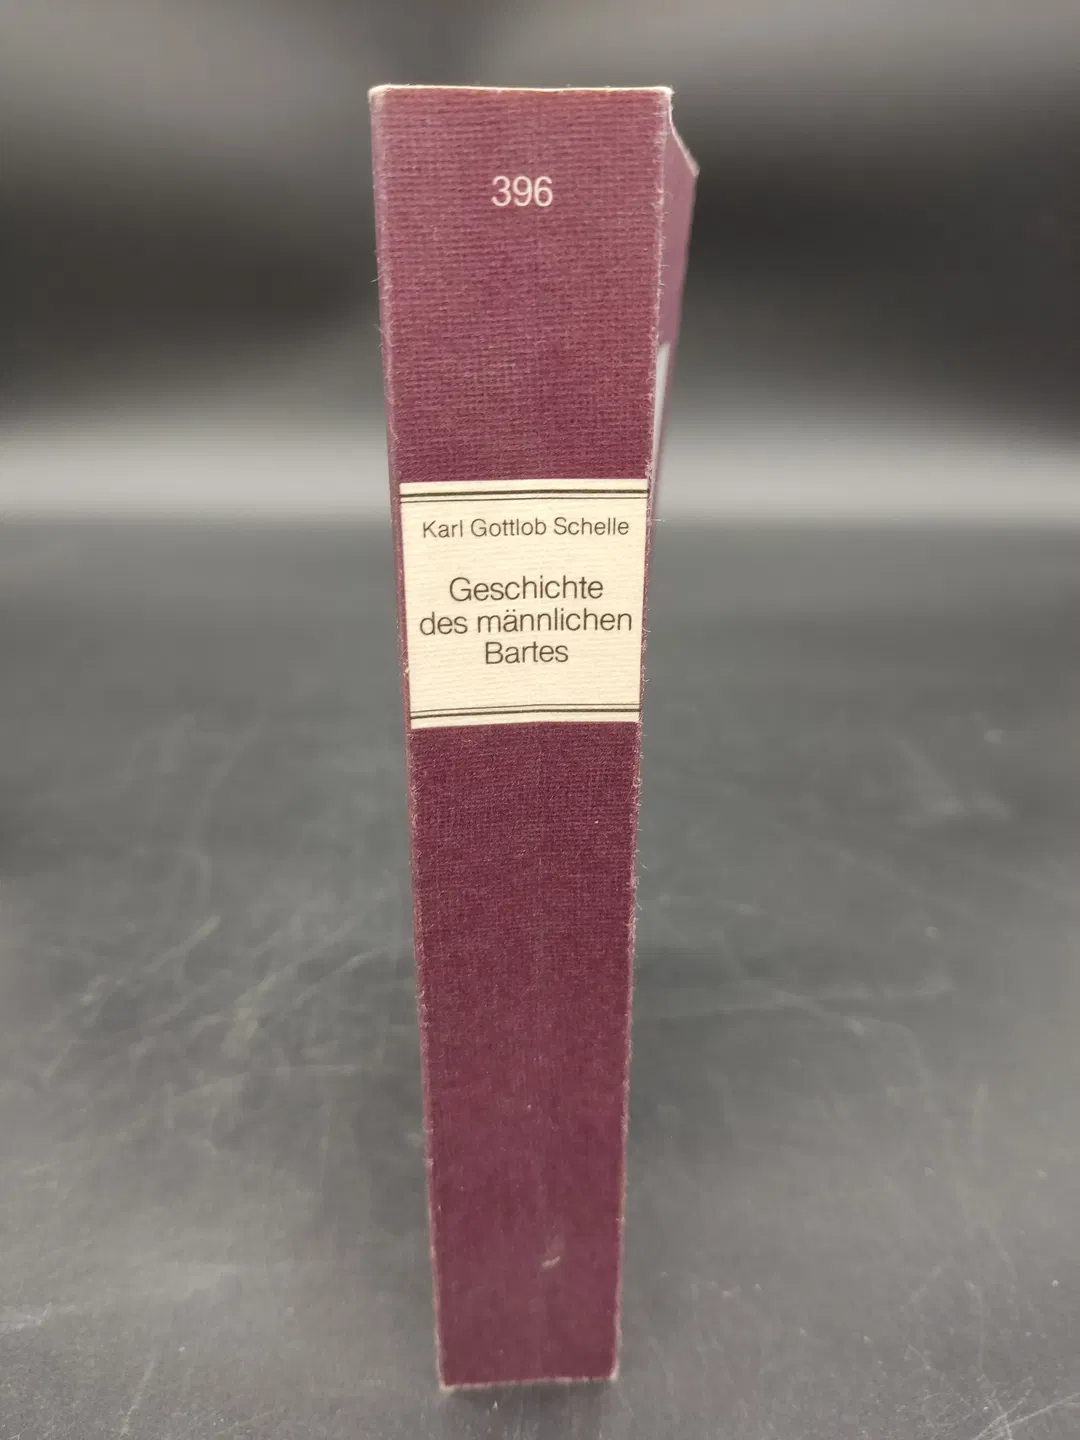 396
Karl Gottlob Schelle
Geschichte
des männlichen
Bartes